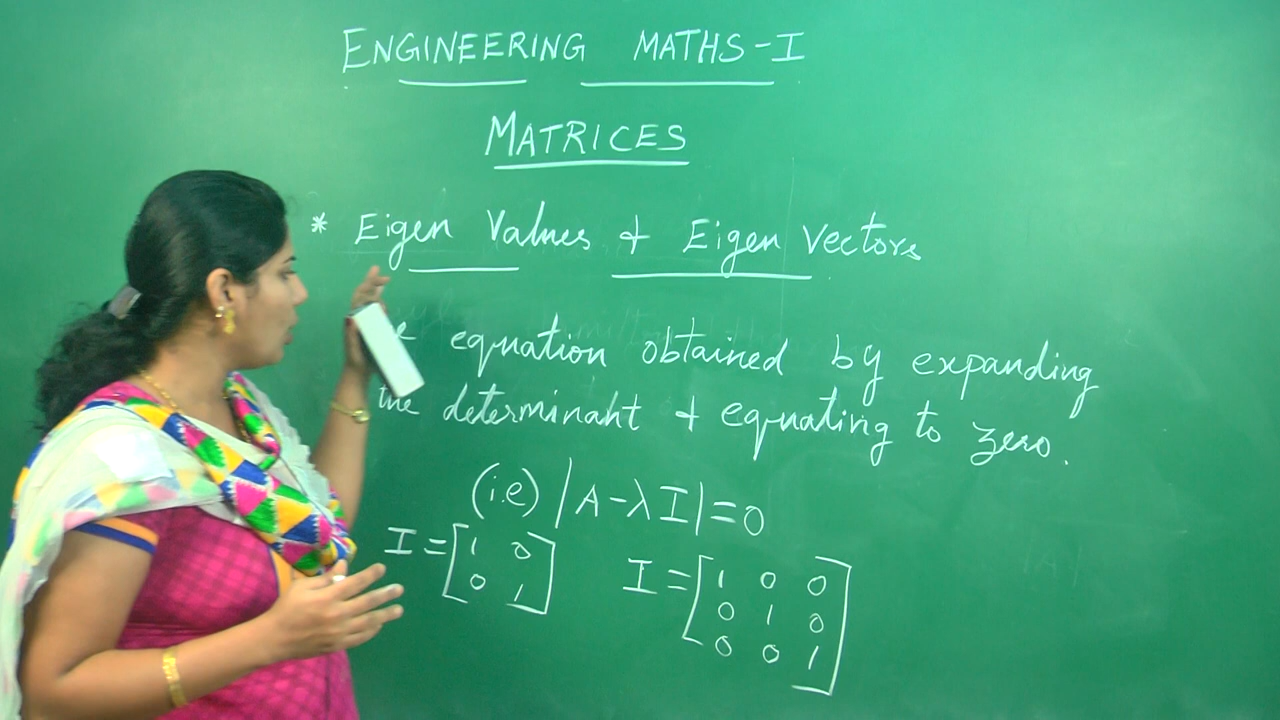 ENGINEERING MATHS-I
MATRICES
* Eigen Values & Eigen Vectors
equation obtained by expanding
the determinant & equating to zero.
(i.e) |A-λI|=0
I = [1 0
0 1]
I = [1 0 0
0 1 0
0 0 1]